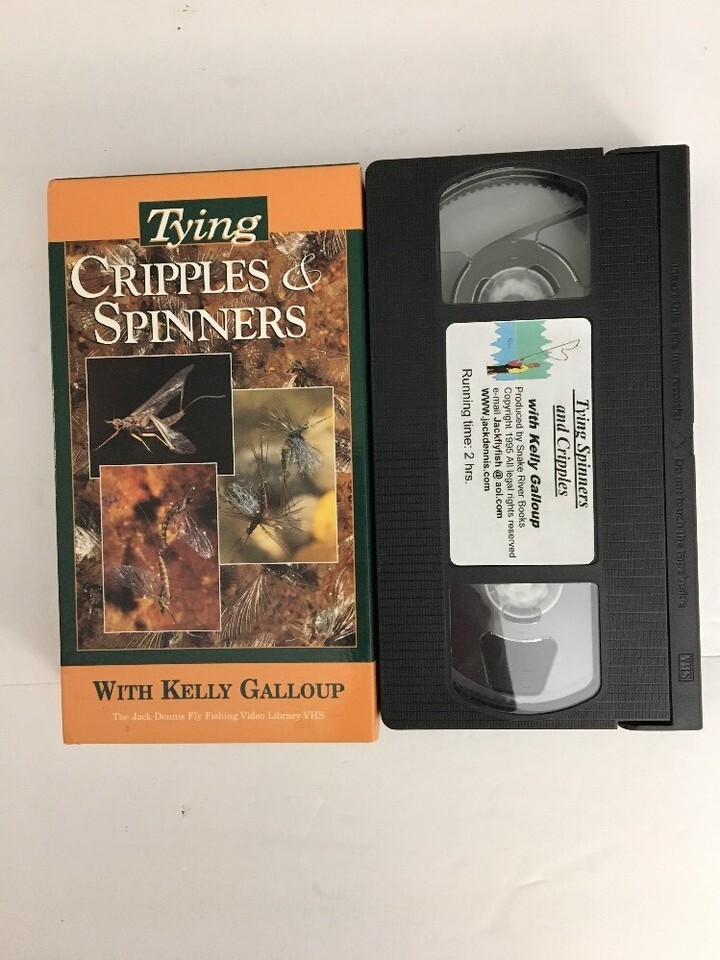 Tying
CRIPPLES &
SPINNERS
WITH KELLY GALLOUP
The Jack Dennis Fly Fishing Video Library VHS
Tying Spinners
and Cripples
with Kelly Galloup
Produced by Snake River Books
Copyright 1995 All legal rights reserved
e-mail Jackflyfish @ aol.com
www.jackdennis.com
Running time: 2 hrs.
VHS